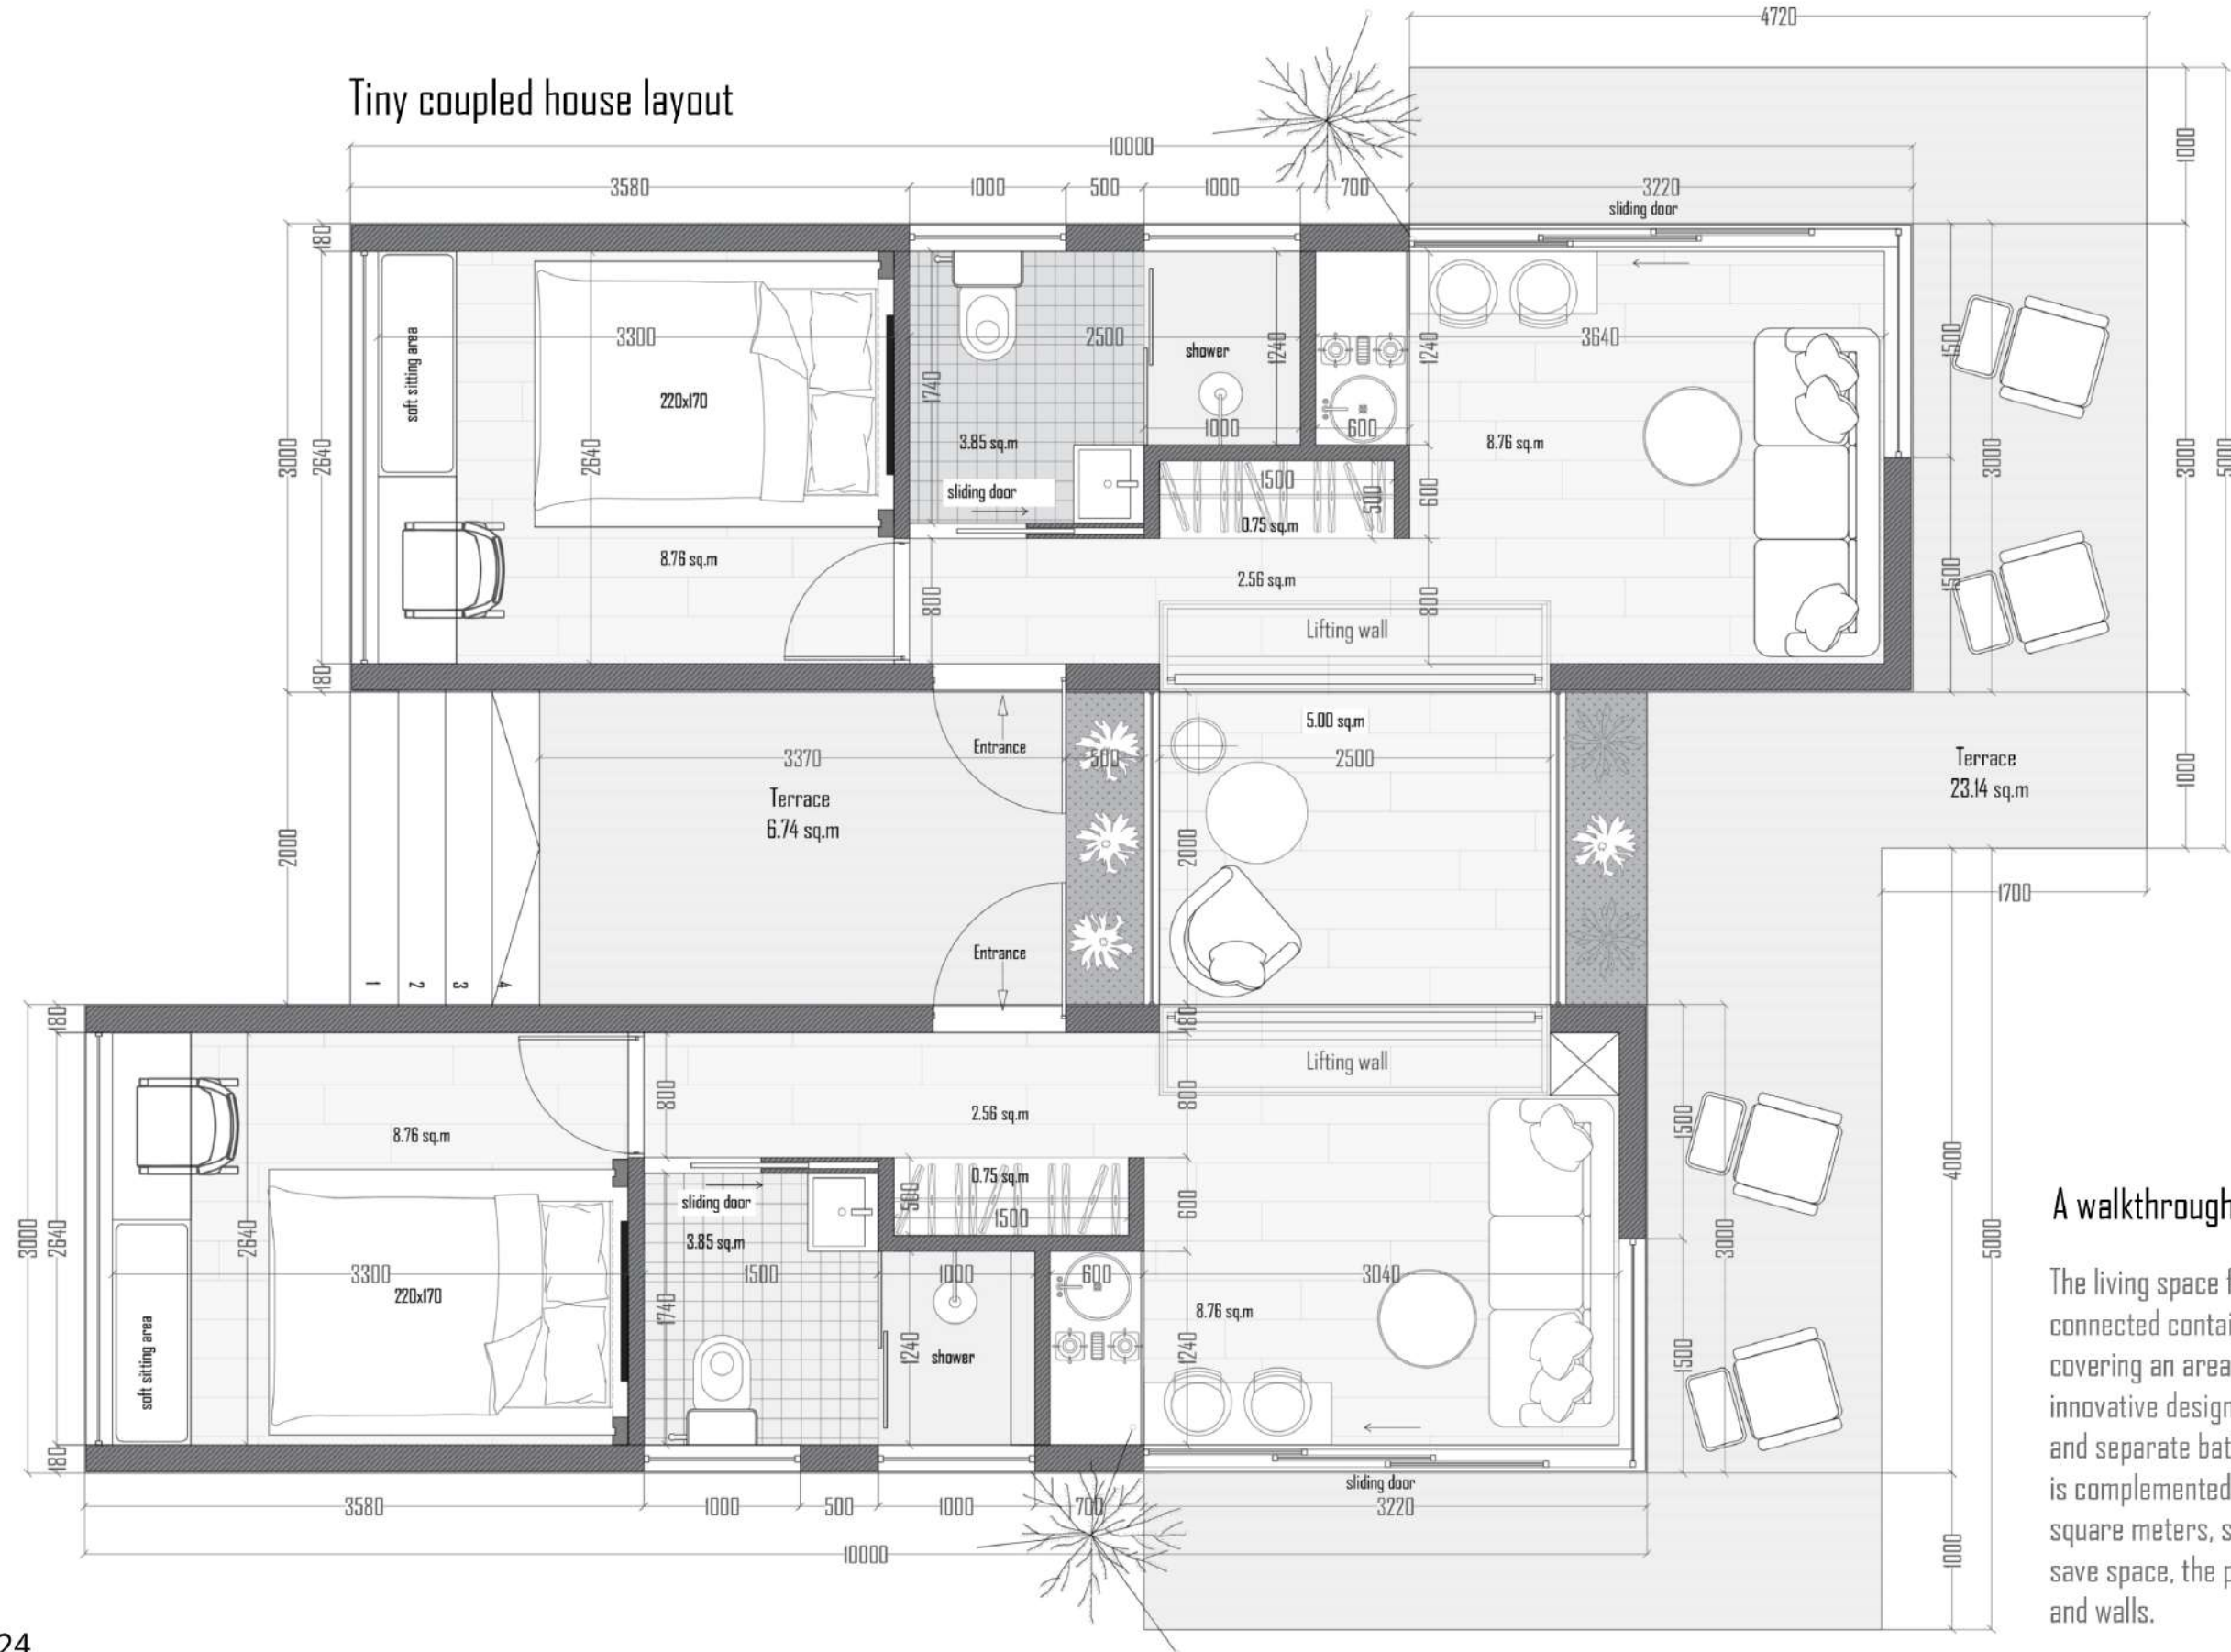 Tiny coupled house layout
4720
10000
3580
1000
500
1000
700
3220
sliding door
1000
180
3000
2640
180
soft sitting area
3300
220x170
2640
8.76 sq.m
1740
2500
3.85 sq.m
sliding door
800
shower
1240
1000
600
1240
600
800
1500
500
0.75 sq.m
2.56 sq.m
Lifting wall
3640
8.76 sq.m
1500
3000
1500
3000
5000
1000
2000
1
2
3
4
3370
Terrace
6.74 sq.m
Entrance
Entrance
500
5.00 sq.m
2500
2000
Terrace
23.14 sq.m
1700
180
3000
2640
180
8.76 sq.m
soft sitting area
3300
220x170
2640
800
2.56 sq.m
sliding door
3.85 sq.m
1500
1740
0.75 sq.m
500
1500
1000
600
1240
shower
180
Lifting wall
800
600
1240
3040
8.76 sq.m
1500
3000
1500
4000
5000
1000
sliding door
3580
1000
500
1000
700
3220
10000
A walkthrough
The living space
connected
covering an area
innovative
and separate
is complemented
square meters,
save space, the
and walls.
24